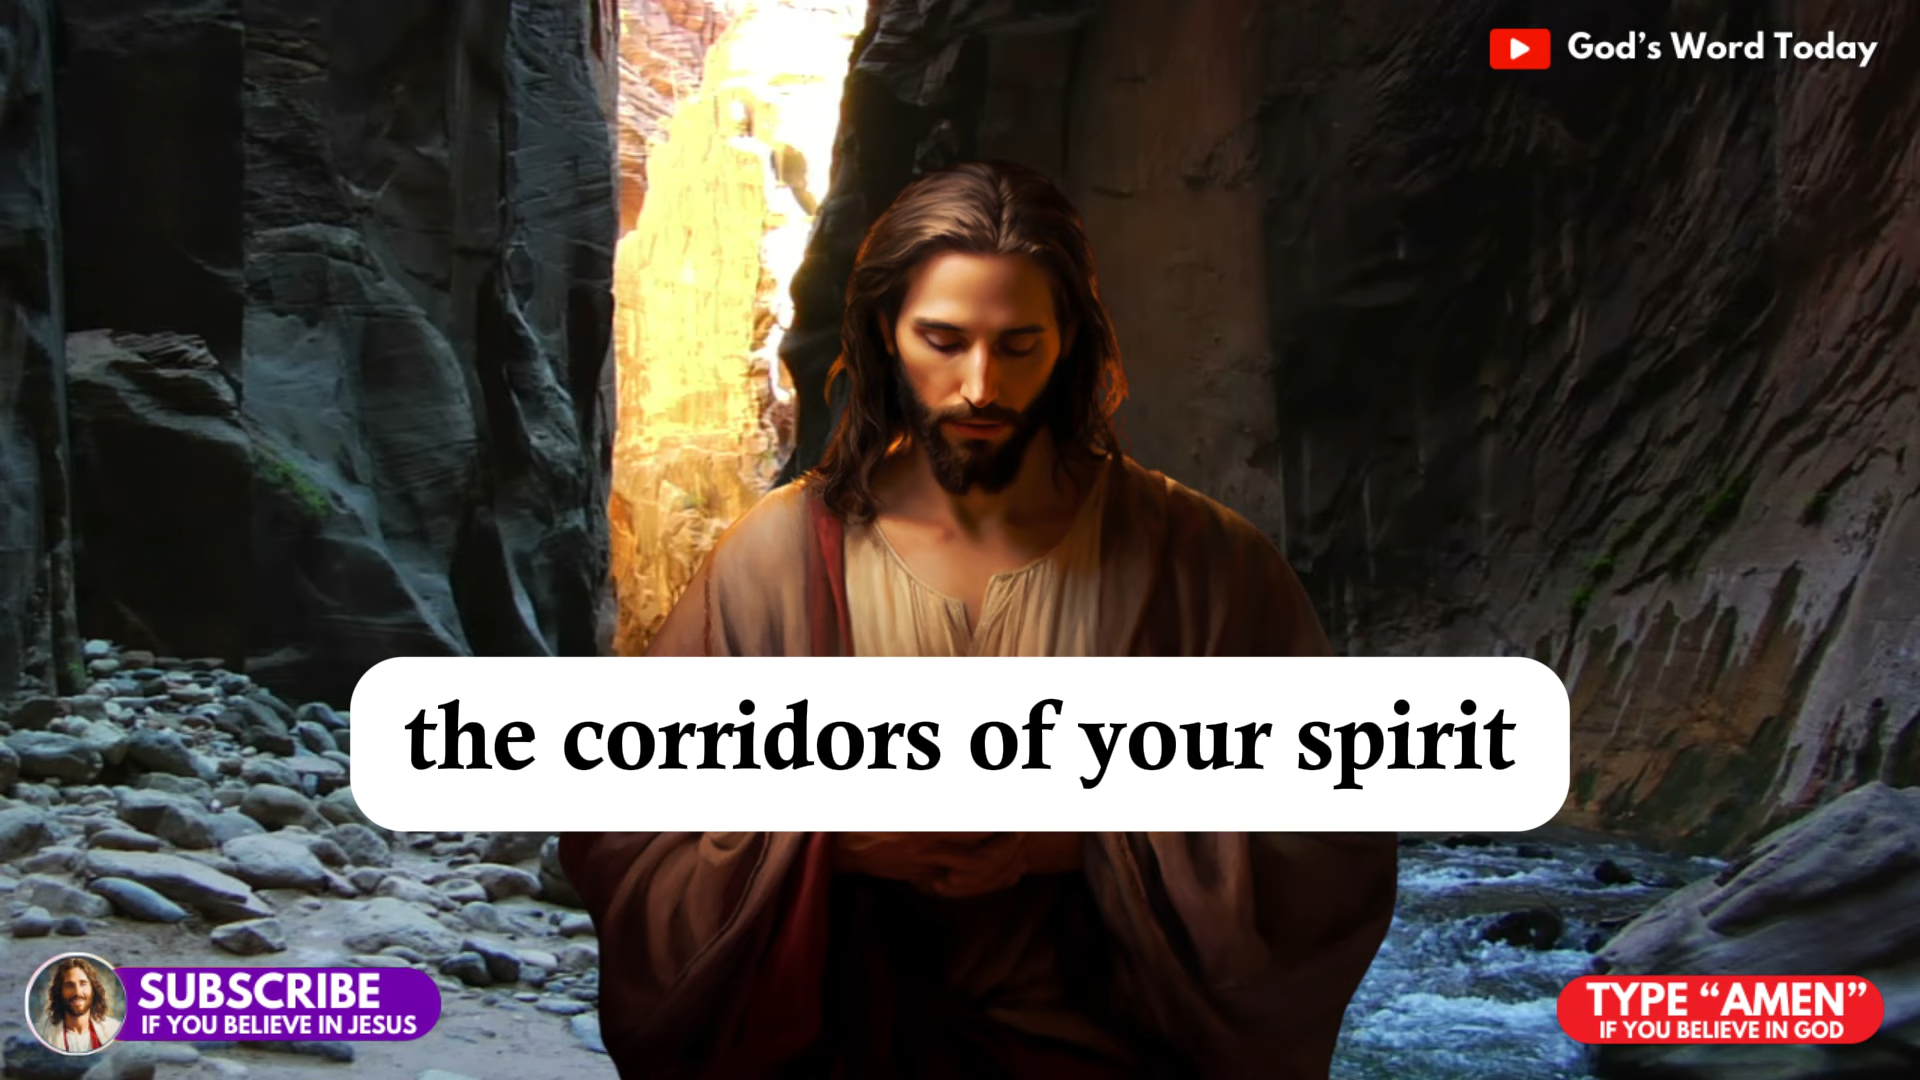 God’s Word Today
the corridors of your spirit
SUBSCRIBE
IF YOU BELIEVE IN JESUS
TYPE “AMEN”
IF YOU BELIEVE IN GOD